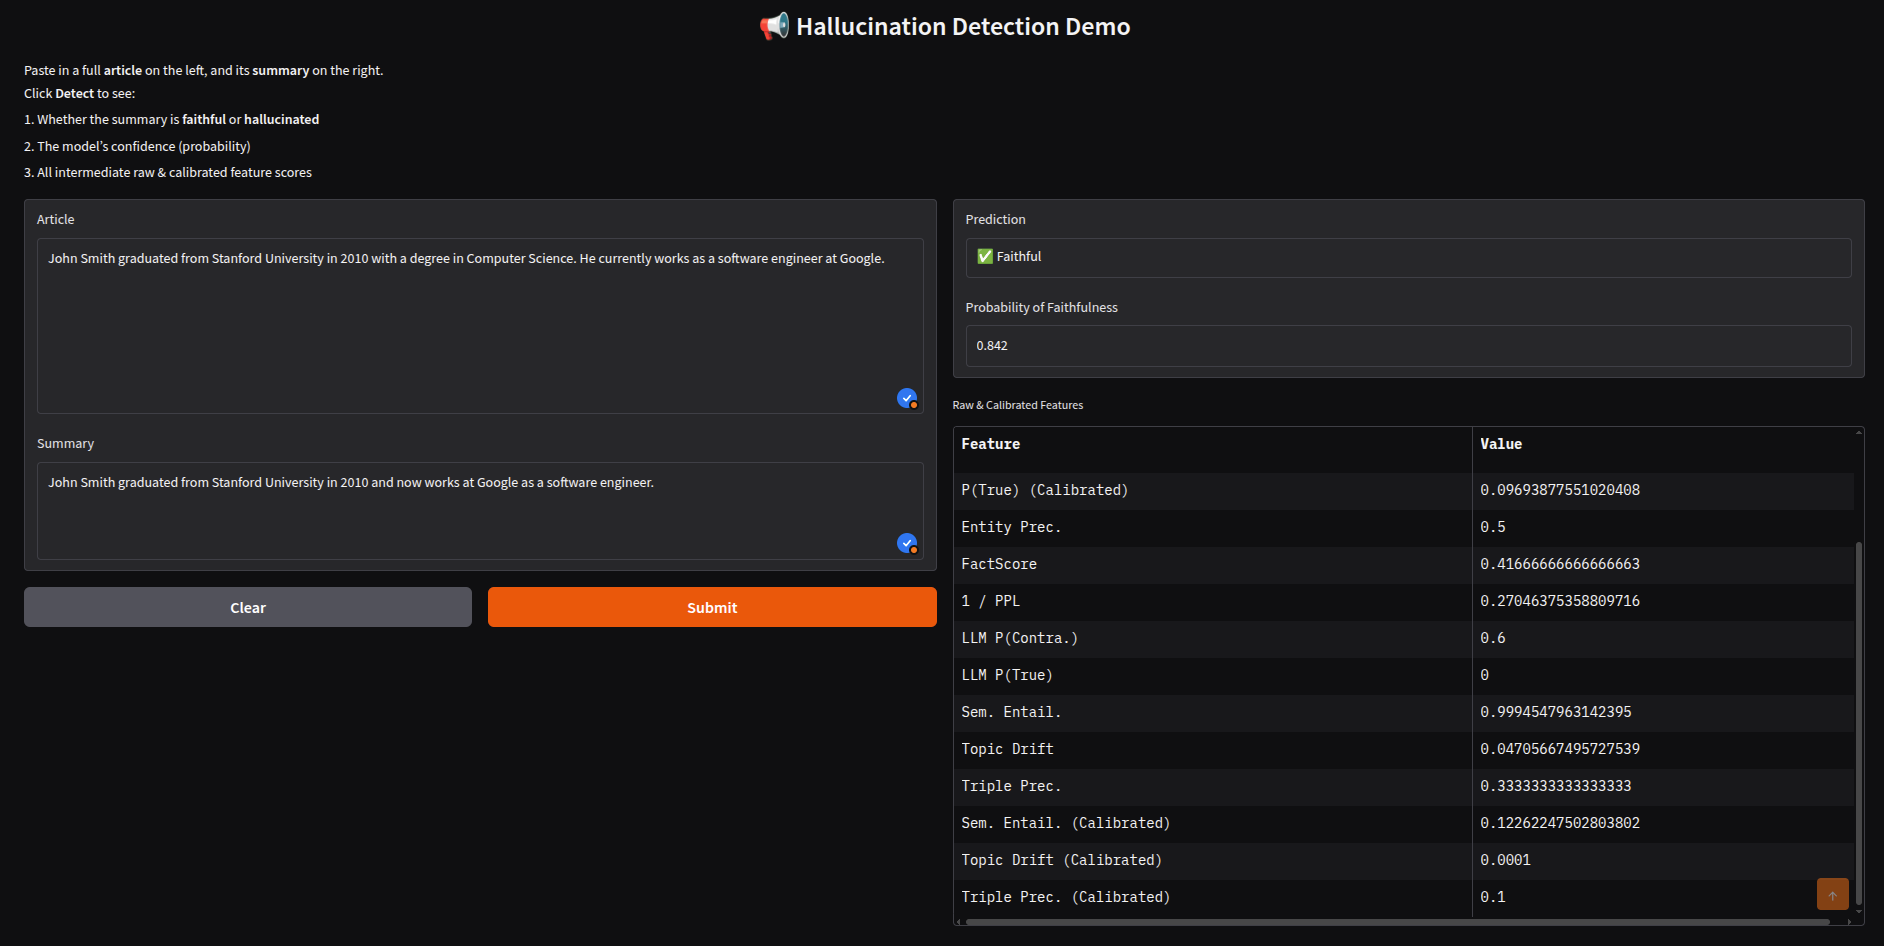 📢 Hallucination Detection Demo
Paste in a full article on the left, and its summary on the right.
Click Detect to see:
1. Whether the summary is faithful or hallucinated
2. The model’s confidence (probability)
3. All intermediate raw & calibrated feature scores
Article
John Smith graduated from Stanford University in 2010 with a degree in Computer Science. He currently works as a software engineer at Google.
Summary
John Smith graduated from Stanford University in 2010 and now works at Google as a software engineer.
Clear Submit
Prediction
✅ Faithful
Probability of Faithfulness
0.842
Raw & Calibrated Features
Feature Value
P(True) (Calibrated) 0.09693877551020408
Entity Prec. 0.5
FactScore 0.41666666666666663
1 / PPL 0.27046375358809716
LLM P(Contra.) 0.6
LLM P(True) 0
Sem. Entail. 0.9994547963142395
Topic Drift 0.04705667495727539
Triple Prec. 0.3333333333333333
Sem. Entail. (Calibrated) 0.12262247502803802
Topic Drift (Calibrated) 0.0001
Triple Prec. (Calibrated) 0.1